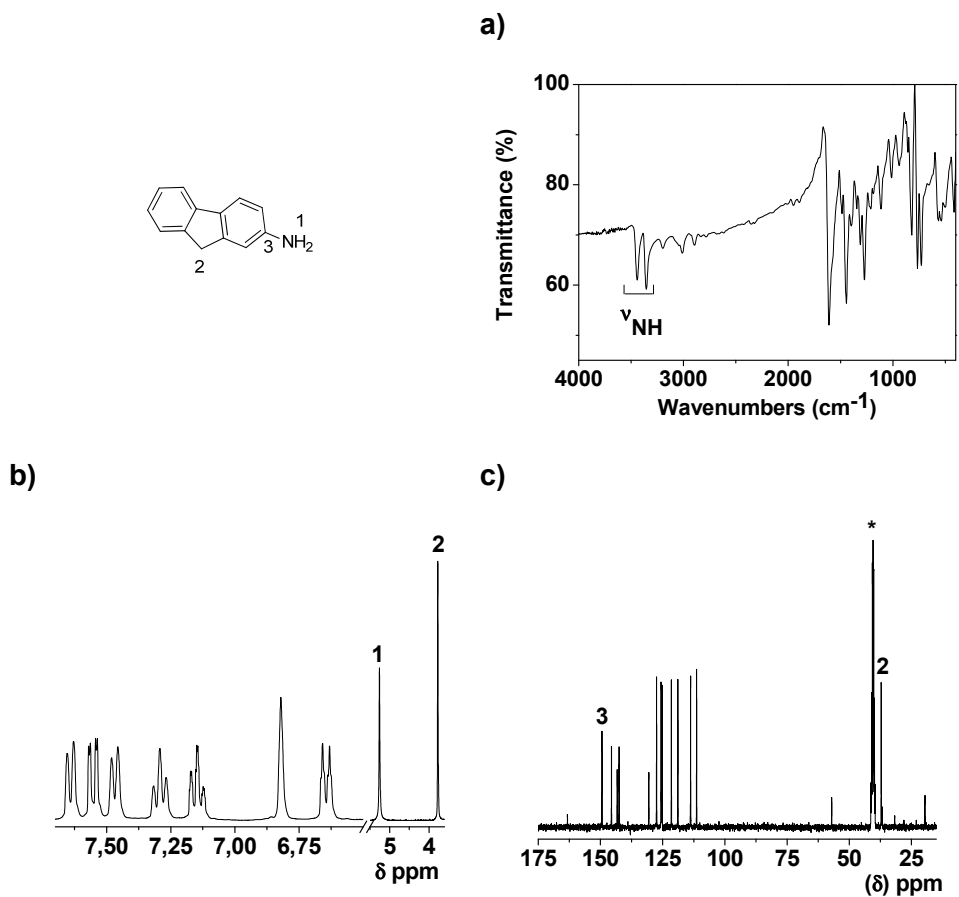 a)
1
NH2
3
2
100
80
60
Transmittance (%)
νNH
4000 3000 2000 1000
Wavenumbers (cm-1)
b)
2
1
7,50 7,25 7,00 6,75 5 4
δ ppm
c)
*
2
3
175 150 125 100 75 50 25
(δ) ppm